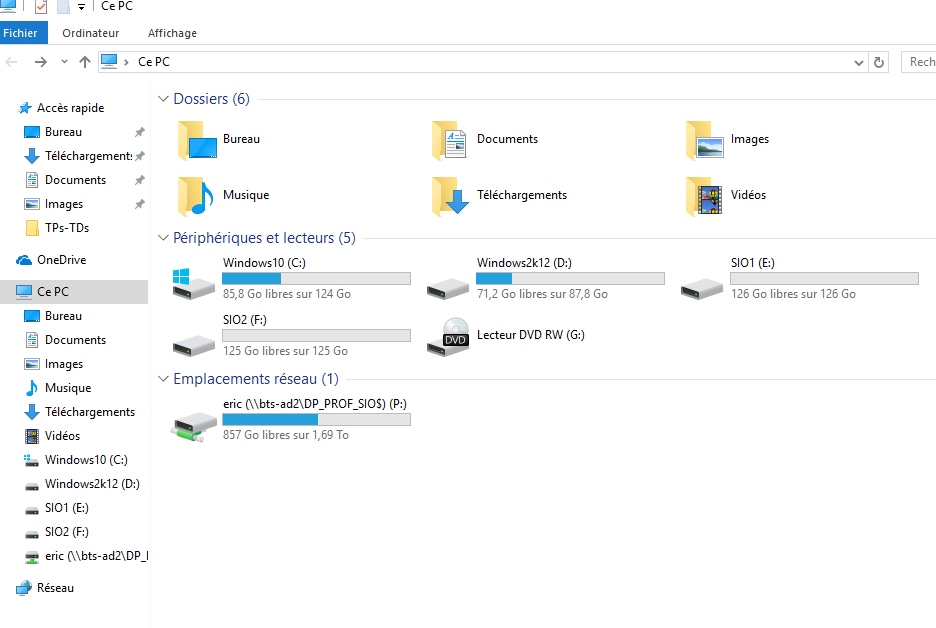 Ce PC
Fichier Ordinateur Affichage
Ce PC Rech
Accès rapide
Bureau
Téléchargements
Documents
Images
TPs-TDs
OneDrive
Ce PC
Bureau
Documents
Images
Musique
Téléchargements
Vidéos
Windows10 (C:)
Windows2k12 (D:)
SIO1 (E:)
SIO2 (F:)
eric (\\bts-ad2\DP_
Réseau
Dossiers (6)
Bureau
Documents
Images
Musique
Téléchargements
Vidéos
Périphériques et lecteurs (5)
Windows10 (C:)
85,8 Go libres sur 124 Go
Windows2k12 (D:)
71,2 Go libres sur 87,8 Go
SIO1 (E:)
126 Go libres sur 126 Go
SIO2 (F:)
125 Go libres sur 125 Go
DVD
Lecteur DVD RW (G:)
Emplacements réseau (1)
eric (\\bts-ad2\DP_PROF_SIO$) (P:)
857 Go libres sur 1,69 To